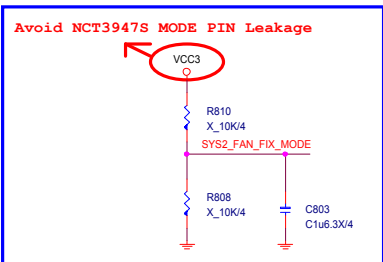 Avoid NCT3947S MODE PIN Leakage
VCC3
R810
X_10K/4
SYS2_FAN_FIX_MODE
R808
X_10K/4
C803
C1u6.3X/4